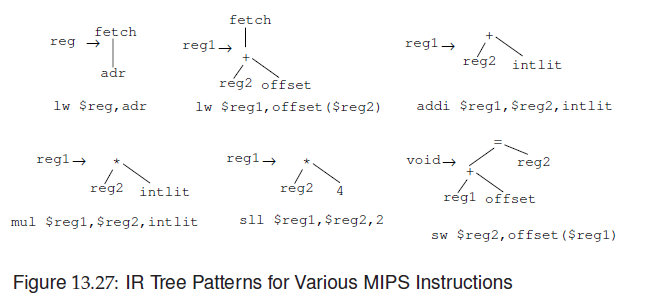 fetch
reg →
adr
lw $reg,adr
fetch
reg1→
+
reg2 offset
lw $reg1,offset($reg2)
+
reg1→
reg2 intlit
addi $reg1,$reg2,intlit
reg1→ *
reg2 intlit
mul $reg1,$reg2,intlit
reg1→ *
reg2 4
sll $reg1,$reg2,2
=
void→ reg2
+
reg1 offset
sw $reg2,offset($reg1)
Figure 13.27: IR Tree Patterns for Various MIPS Instructions